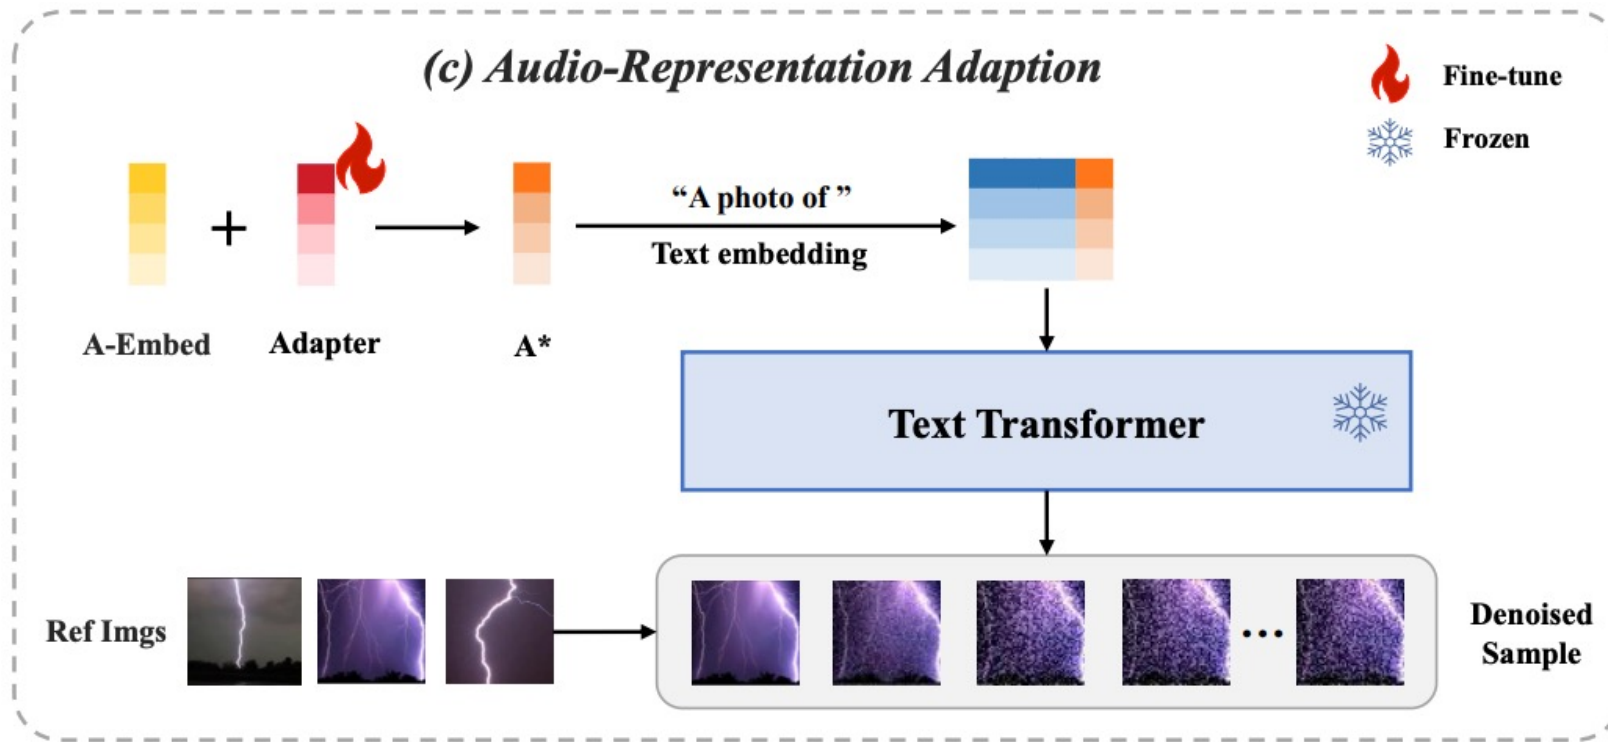 (c) Audio-Representation Adaption
Fine-tune
Frozen
“A photo of ”
Text embedding
A-Embed
+
Adapter
A*
Text Transformer
Ref Imgs
...
Denoised
Sample